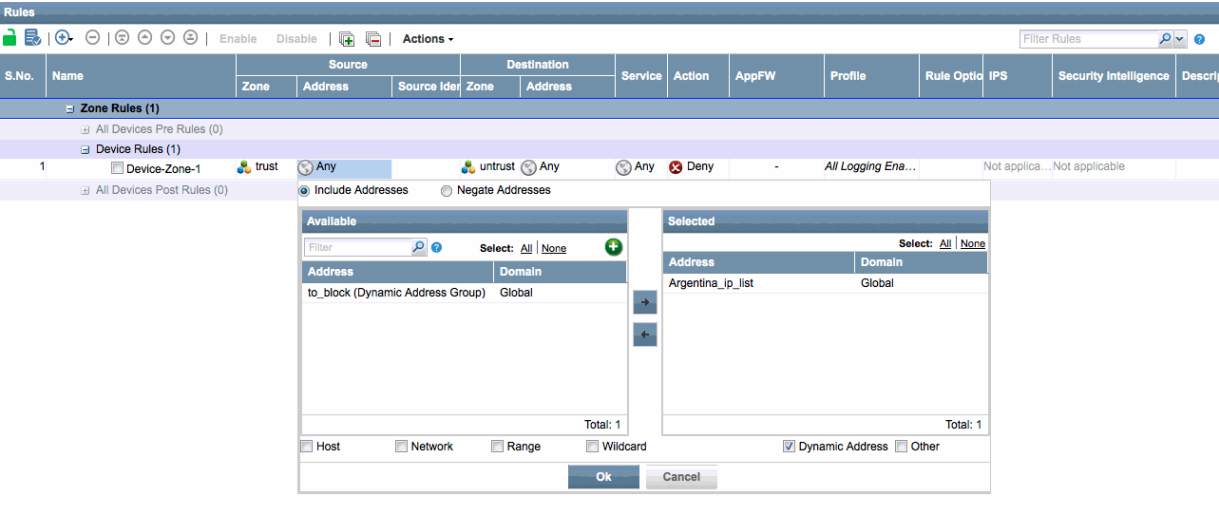 Rules
Enable Disable Actions Filter Rules
Source Destination
S.No. Name Zone Address Source Iden Zone Address Service Action AppFW Profile Rule Optio IPS Security Intelligence Descrip
Zone Rules (1)
All Devices Pre Rules (0)
Device Rules (1)
1 Device-Zone-1 trust Any untrust Any Any Deny - All Logging Ena... Not applica... Not applicable
All Devices Post Rules (0)
Include Addresses Negate Addresses
Available Selected
Filter Select: All None Select: All None
Address Domain Address Domain
to_block (Dynamic Address Group) Global Argentina_ip_list Global
Total: 1 Total: 1
Host Network Range Wildcard Dynamic Address Other
Ok Cancel